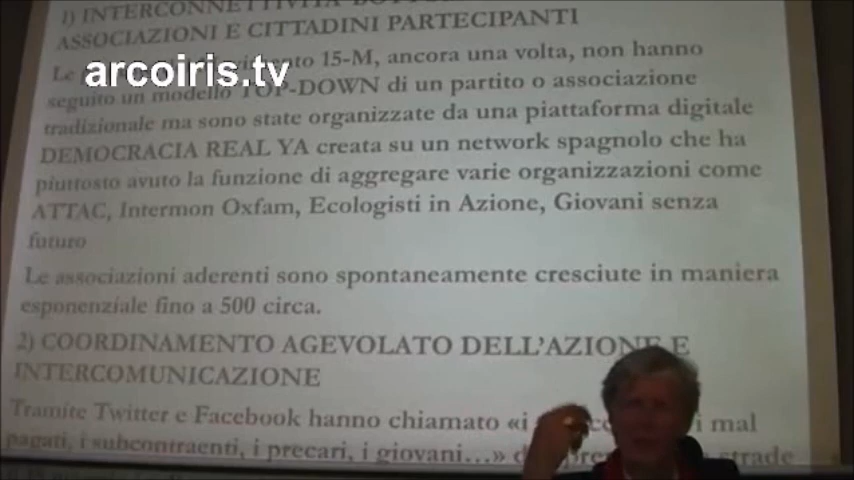 1) INTERCONNETTIVITÀ
ASSOCIAZIONI E CITTADINI PARTECIPANTI
Le 15-M, ancora una volta, non hanno
arcoiris.tv
seguito un modello TOP-DOWN di un partito o associazione
tradizionale ma sono state organizzate da una piattaforma digitale
DEMOCRACIA REAL YA creata su un network spagnolo che ha
piuttosto avuto la funzione di aggregare varie organizzazioni come
ATTAC, Intermon Oxfam, Ecologisti in Azione, Giovani senza
futuro
Le associazioni aderenti sono spontaneamente cresciute in maniera
esponenziale fino a 500 circa.
2) COORDINAMENTO AGEVOLATO DELL'AZIONE E
INTERCOMUNICAZIONE
Tramite Twitter e Facebook hanno chiamato «i mal
pagati, i subcontraenti, i precari, i giovani…» strade